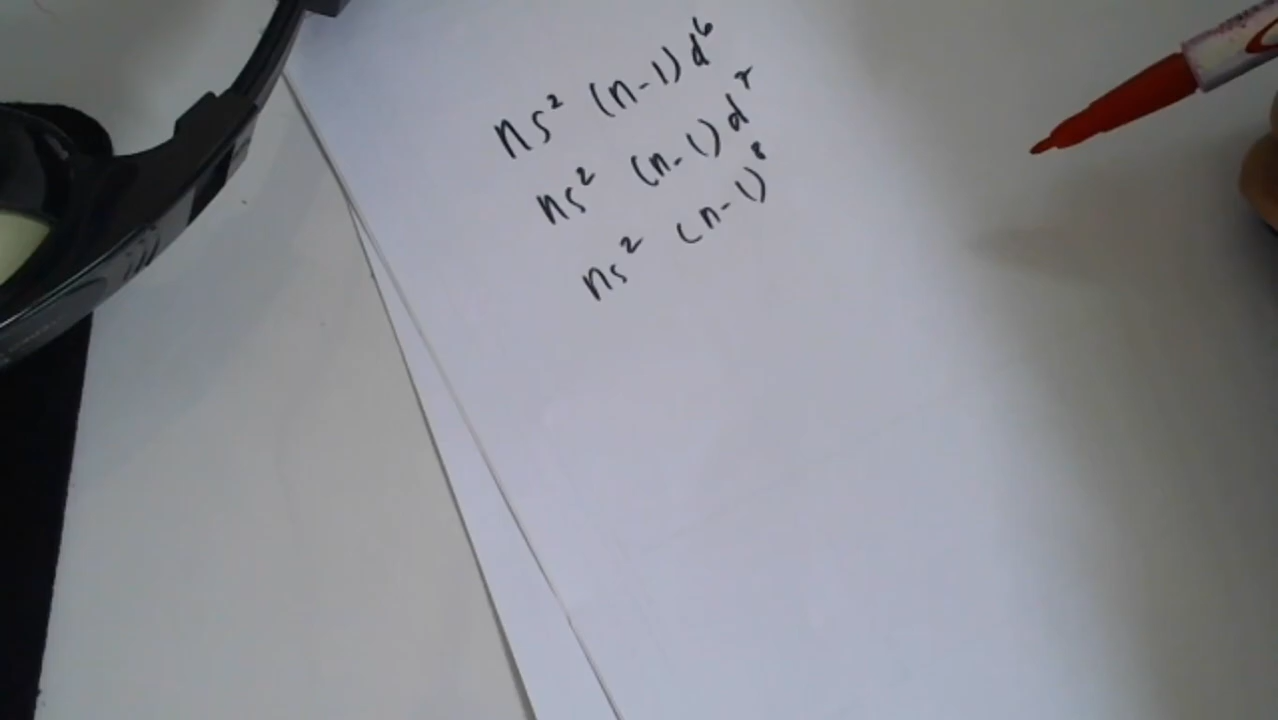 ns² (n-1)d⁶
ns² (n-1)d⁷
ns² (n-1)⁸